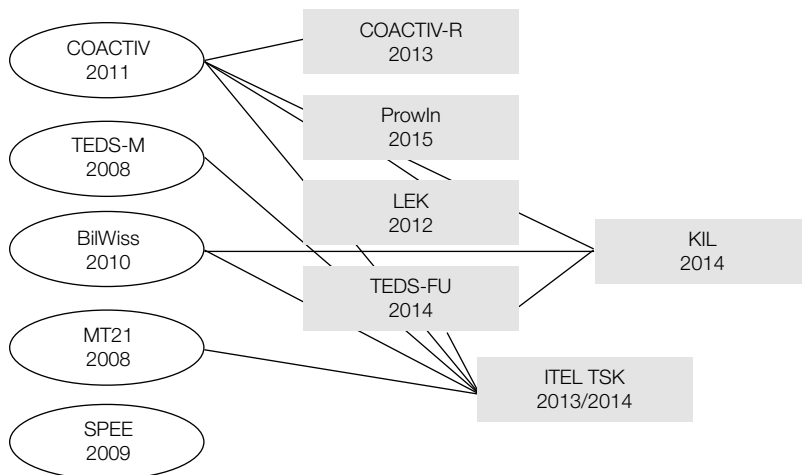 COACTIV
2011
COACTIV-R
2013
ProwIn
2015
TEDS-M
2008
LEK
2012
BilWiss
2010
KIL
2014
TEDS-FU
2014
MT21
2008
ITEL TSK
2013/2014
SPEE
2009